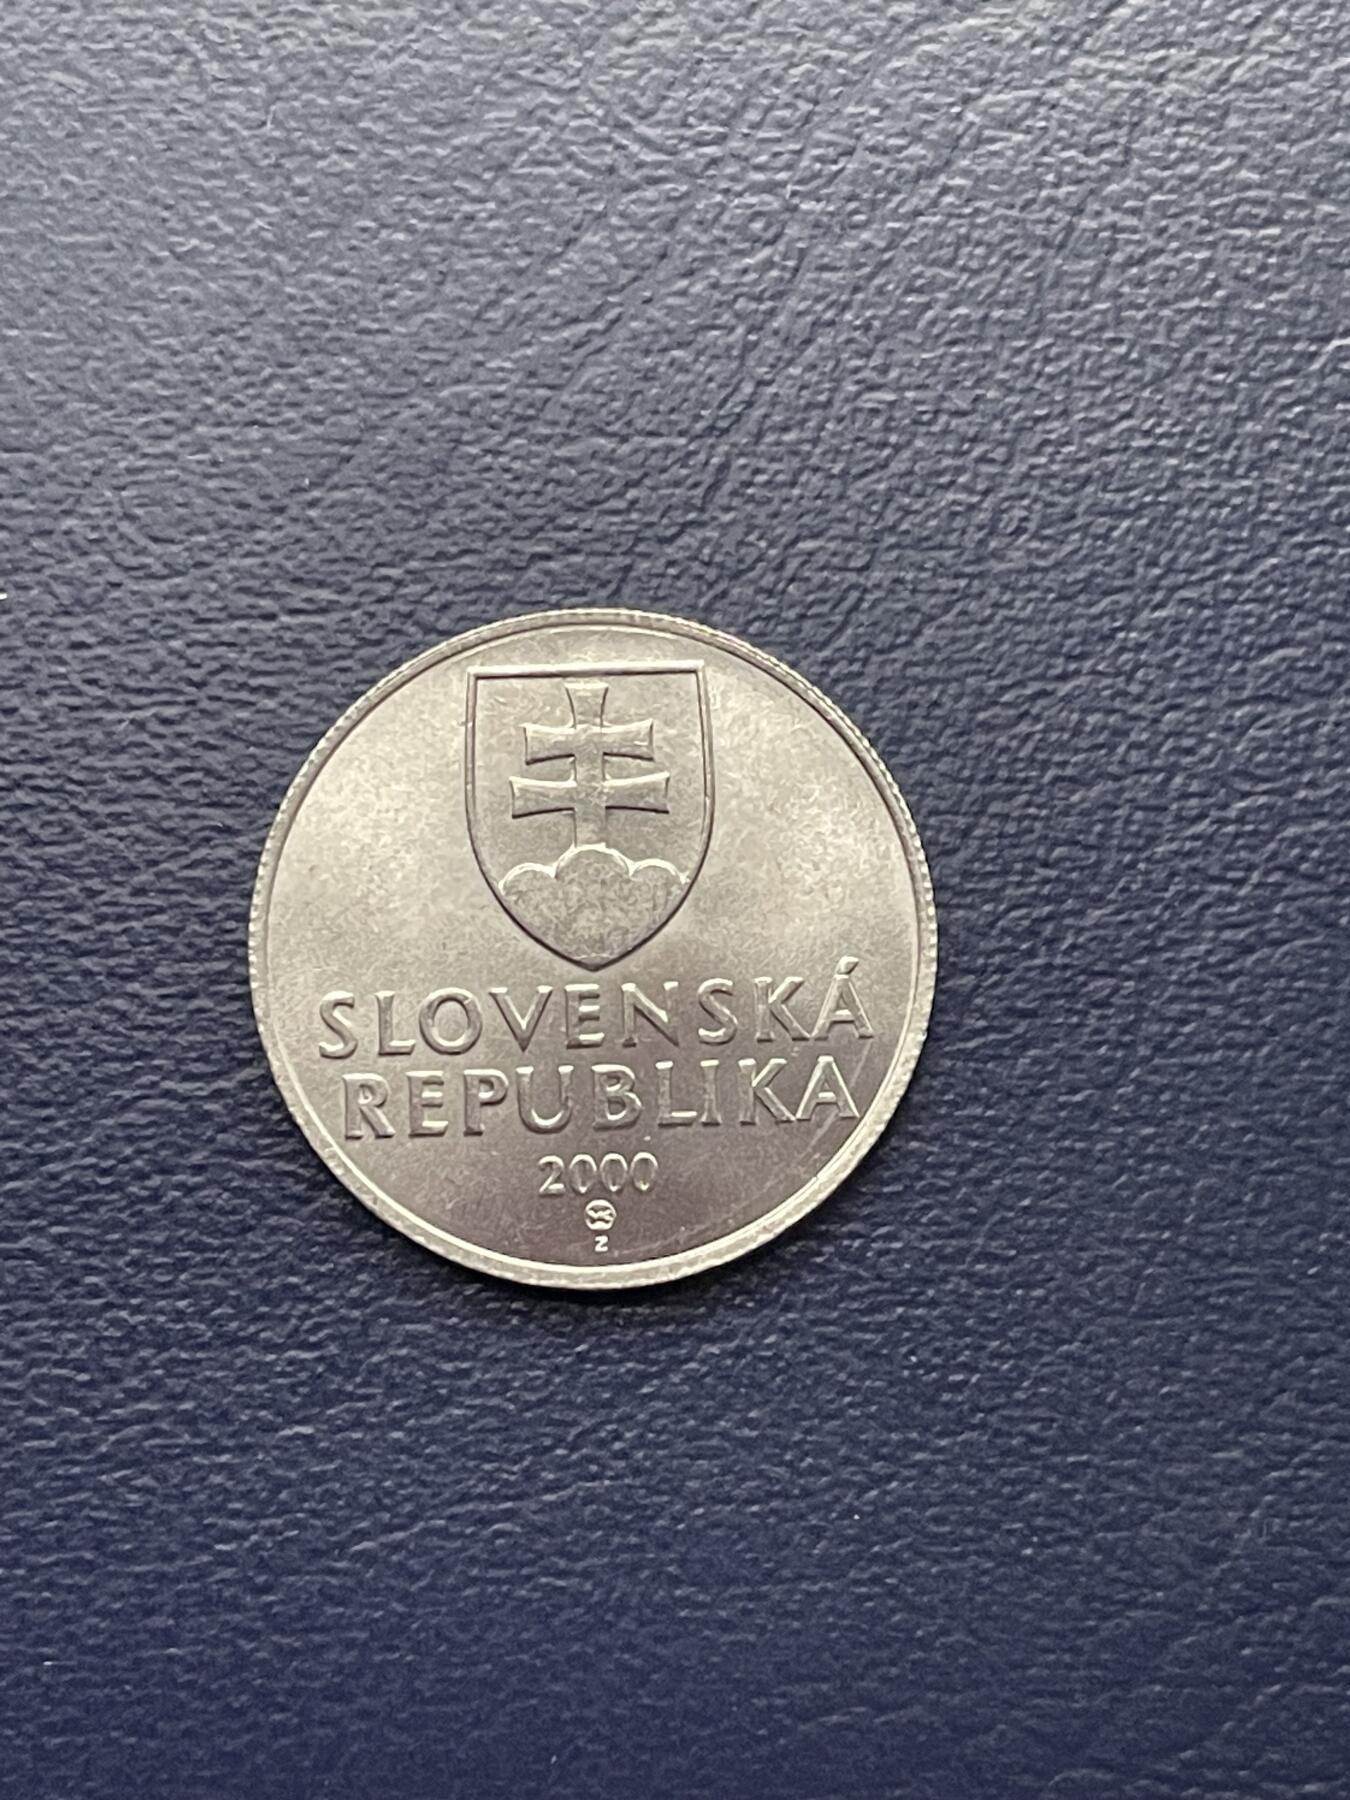 SLOVENSKÁ
REPUBLIKA
2000
Z